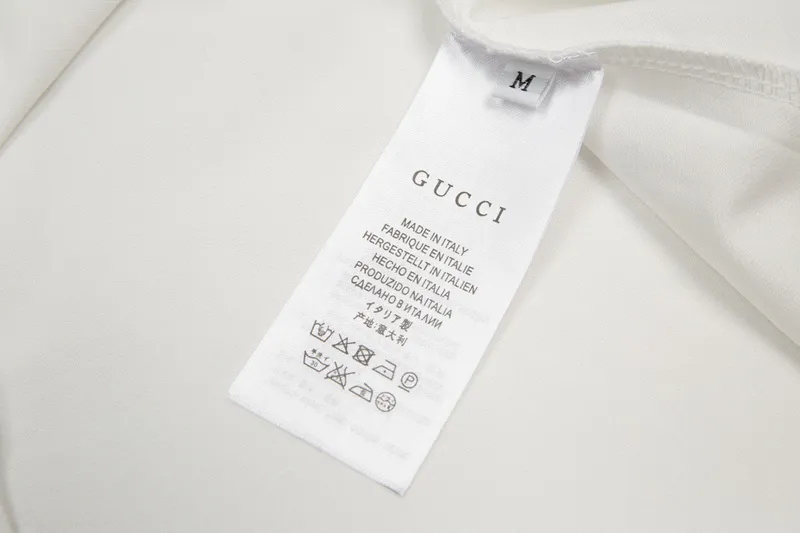 M
GUCCI
MADE IN ITALY
FABRIQUE EN ITALIE
HERGESTELLT IN ITALIEN
HECHO EN ITALIA
PRODUZIDO NA ITALIA
СДЕЛАНО В ИТАЛИИ
イタリア製
产地:意大利
P